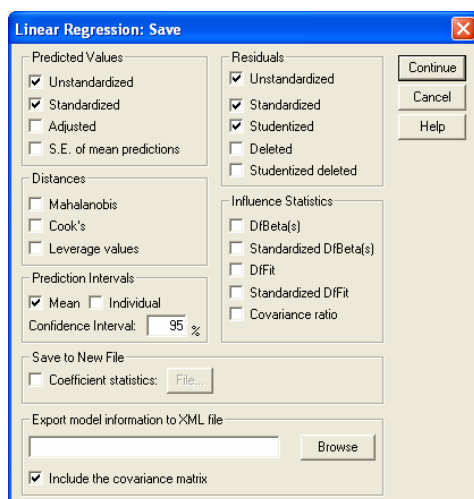 Linear Regression: Save
Predicted Values
Unstandardized
Standardized
Adjusted
S.E. of mean predictions
Residuals
Unstandardized
Standardized
Studentized
Deleted
Studentized deleted
Continue
Cancel
Help
Distances
Mahalanobis
Cook's
Leverage values
Influence Statistics
DfBeta(s)
Standardized DfBeta(s)
DfFit
Standardized DfFit
Covariance ratio
Prediction Intervals
Mean Individual
Confidence Interval: 95 %
Save to New File
Coefficient statistics: File...
Export model information to XML file
Browse
Include the covariance matrix